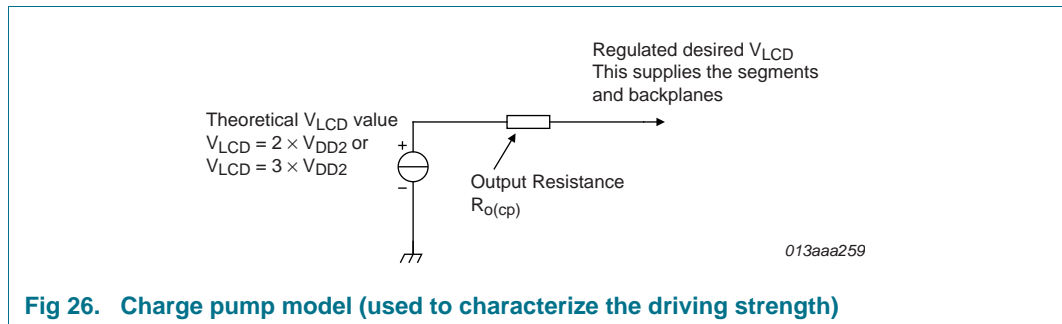 Regulated desired VLCD
This supplies the segments
and backplanes
Theoretical VLCD value
VLCD = 2 × VDD2 or
VLCD = 3 × VDD2
+
−
Output Resistance
Ro(cp)
013aaa259
Fig 26. Charge pump model (used to characterize the driving strength)